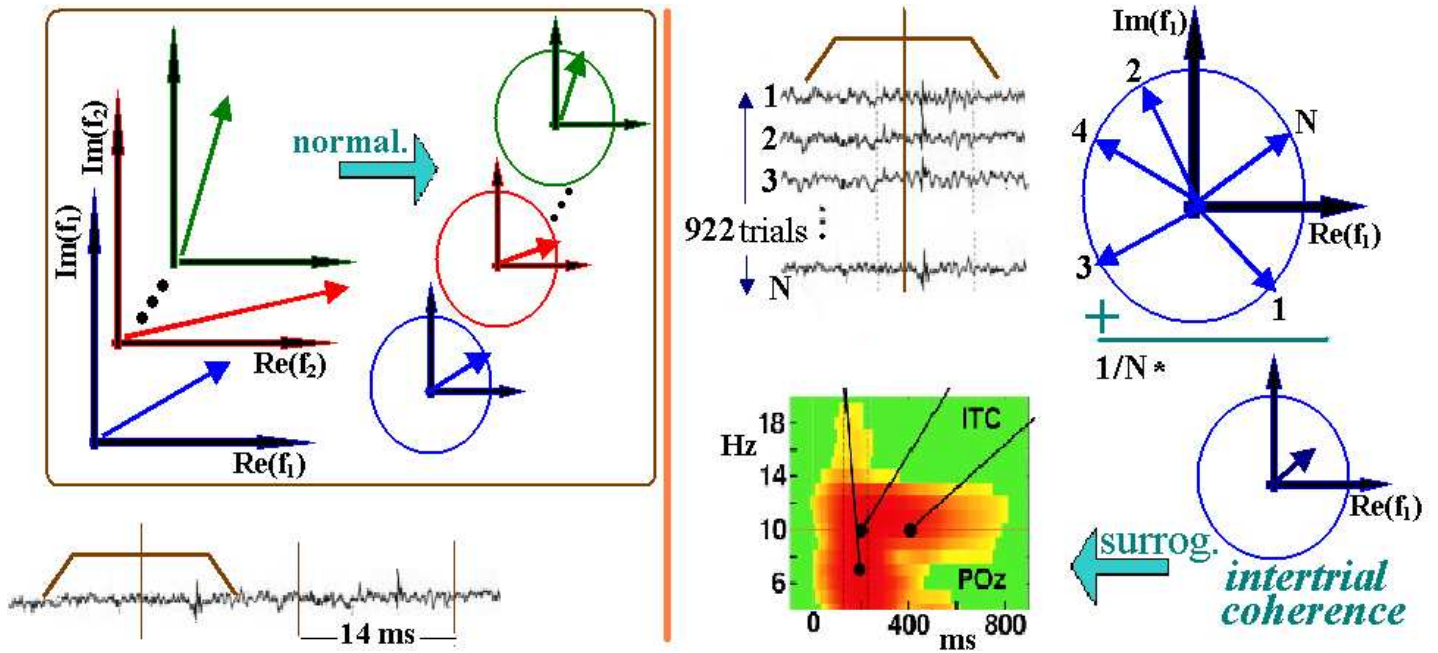 Im(f₂)
Im(f₁)
normal.
Re(f₂)
Re(f₁)
14 ms
1
2
3
922 trials
N
Im(f₁)
2
N
4
Re(f₁)
3
1
+
1/N *
ITC
18
Hz
14
10
6
POz
0 400 800
ms
Re(f₁)
surrog.
intertrial
coherence